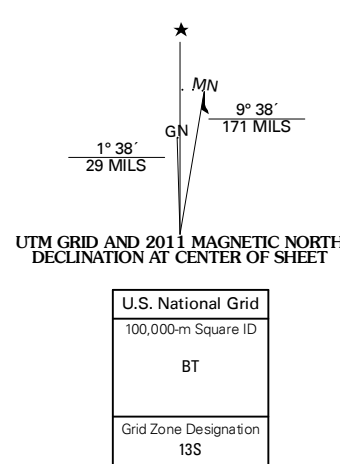 MN
9° 38´
171 MILS
GN
1° 38´
29 MILS
UTM GRID AND 2011 MAGNETIC NORTH
DECLINATION AT CENTER OF SHEET
U.S. National Grid
100,000-m Square ID
BT
Grid Zone Designation
13S